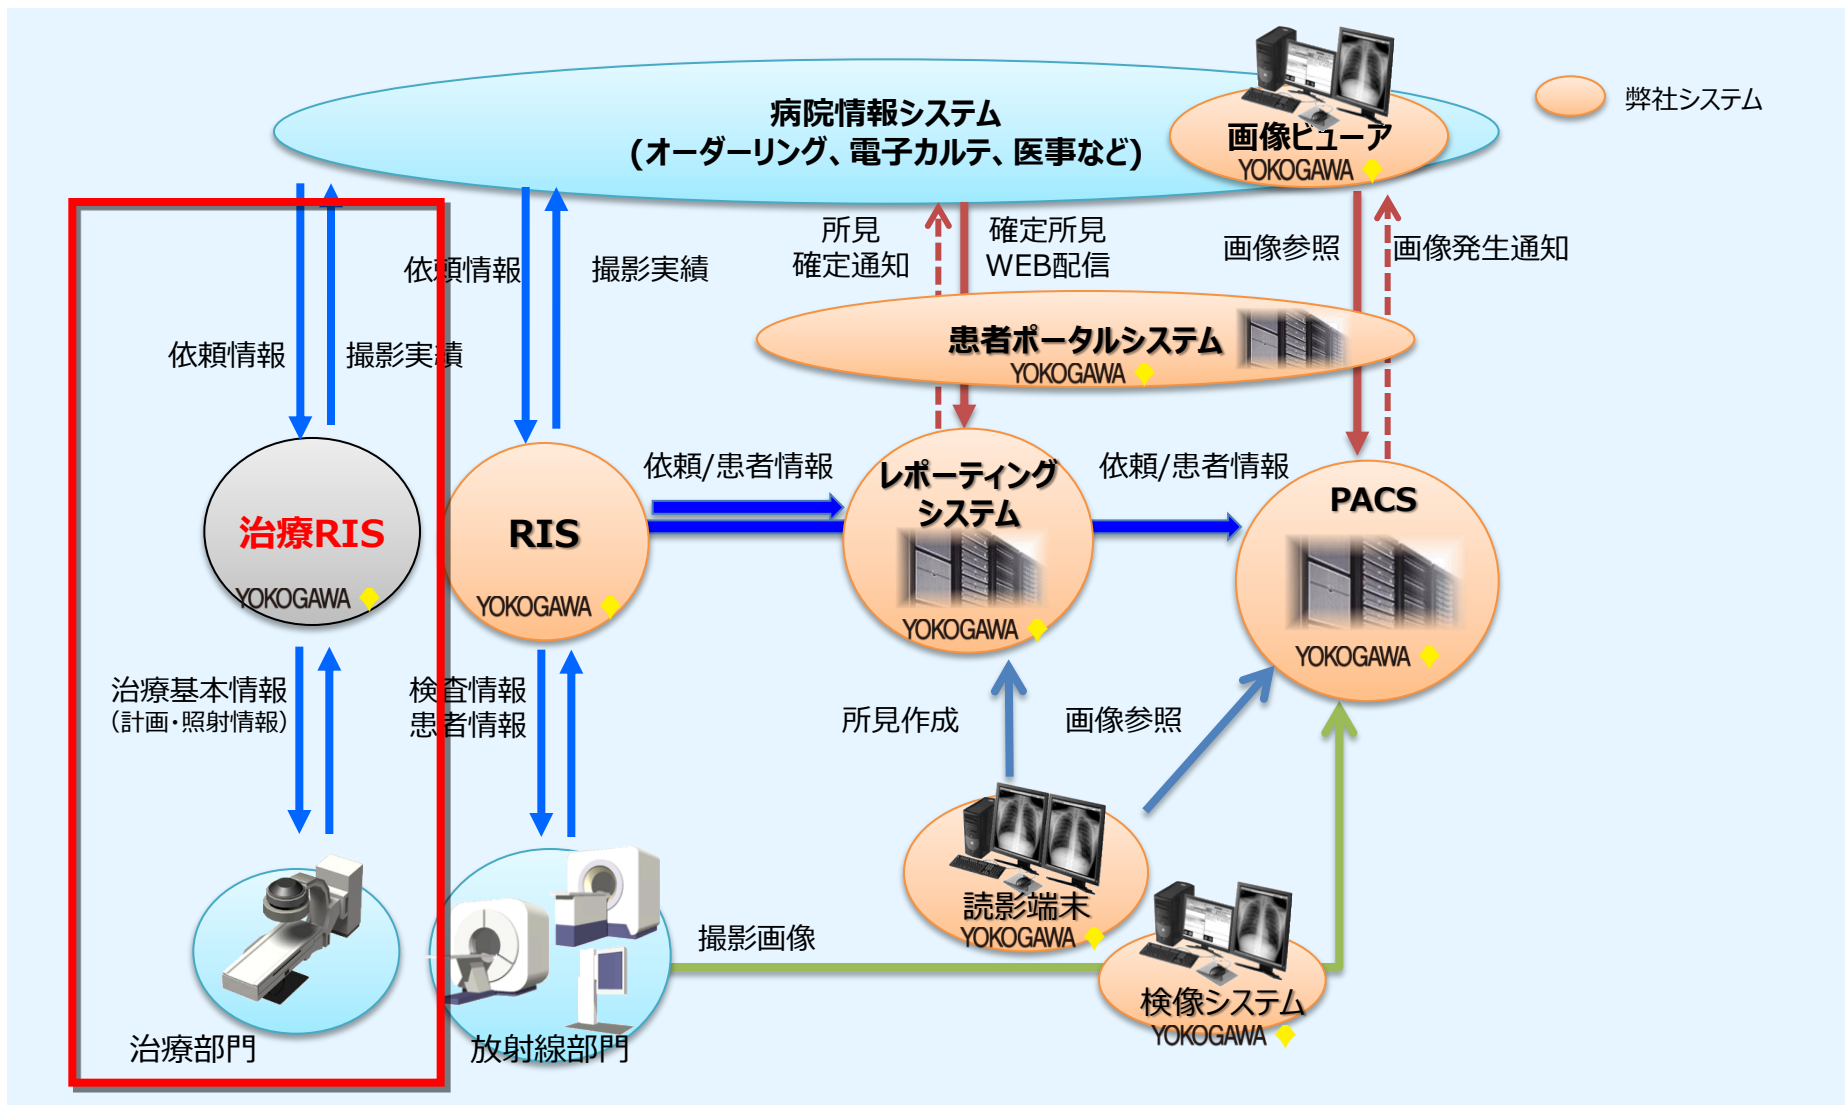 病院情報システム
(オーダーリング、電子カルテ、医事など)
画像ビューア
YOKOGAWA
弊社システム
依頼情報
撮影実績
依頼情報
撮影実績
所見
確定通知
確定所見
WEB配信
画像参照
画像発生通知
患者ポータルシステム
YOKOGAWA
治療RIS
YOKOGAWA
RIS
YOKOGAWA
依頼/患者情報
レポーティング
システム
YOKOGAWA
依頼/患者情報
PACS
YOKOGAWA
治療基本情報
（計画・照射情報）
検査情報
患者情報
所見作成
画像参照
読影端末
YOKOGAWA
撮影画像
検像システム
YOKOGAWA
治療部門
放射線部門